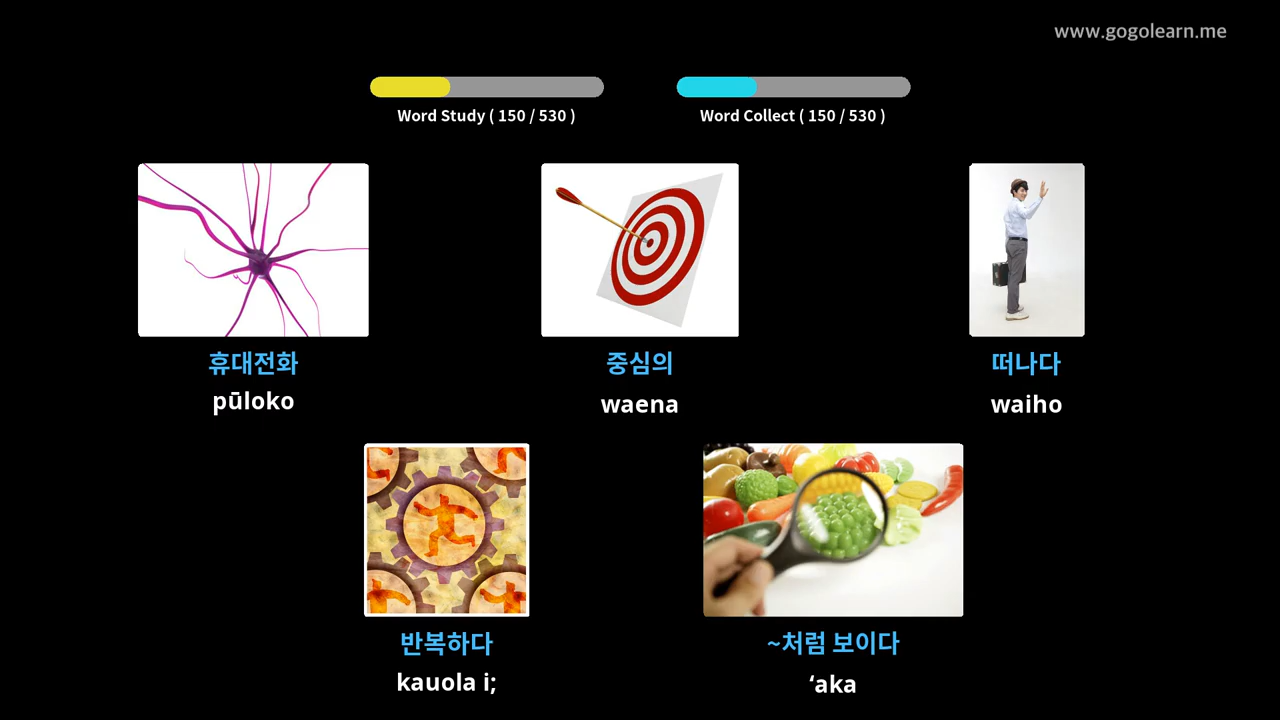 www.gogolearn.me
Word Study ( 150 / 530 )
Word Collect ( 150 / 530 )
휴대전화
pūloko
중심의
waena
떠나다
waiho
반복하다
kauola i;
~처럼 보이다
‘aka